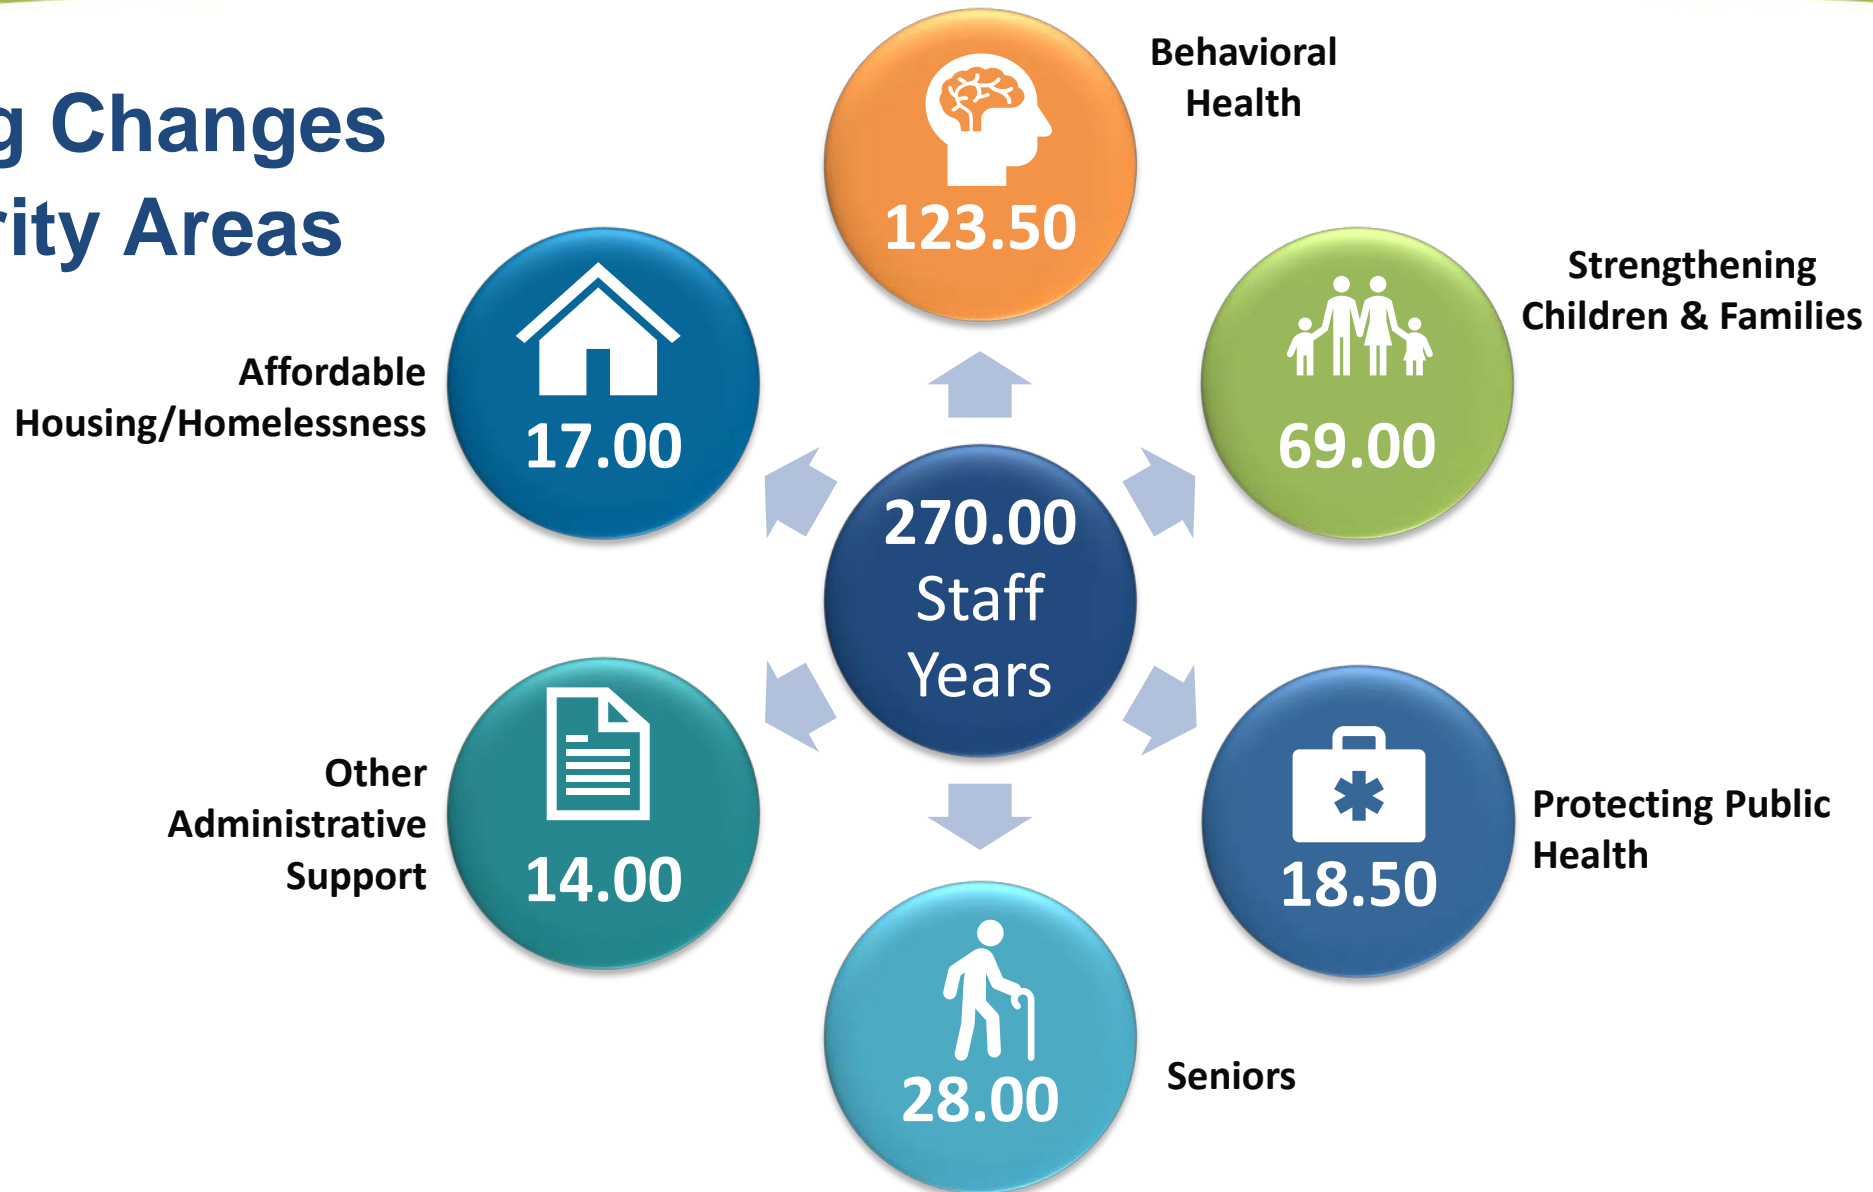 g Changes
rity Areas
Behavioral
Health
123.50
Strengthening
Children & Families
69.00
Affordable
Housing/Homelessness
17.00
270.00
Staff
Years
Other
Administrative
Support
14.00
Protecting Public
Health
18.50
Seniors
28.00